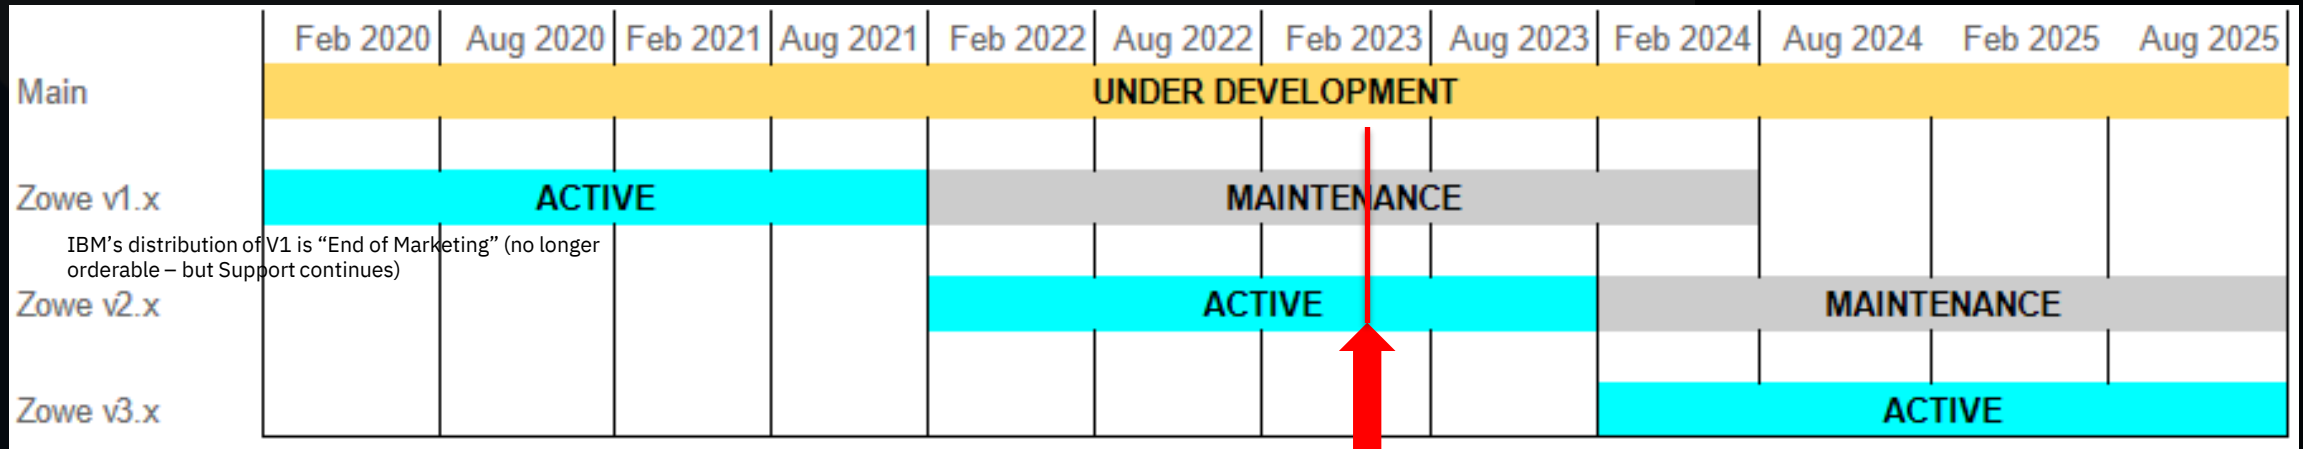 Feb 2020 Aug 2020 Feb 2021 Aug 2021 Feb 2022 Aug 2022 Feb 2023 Aug 2023 Feb 2024 Aug 2024 Feb 2025 Aug 2025
Main UNDER DEVELOPMENT
Zowe v1.x ACTIVE MAINTENANCE
IBM’s distribution of V1 is “End of Marketing” (no longer
orderable – but Support continues)
Zowe v2.x ACTIVE MAINTENANCE
Zowe v3.x ACTIVE